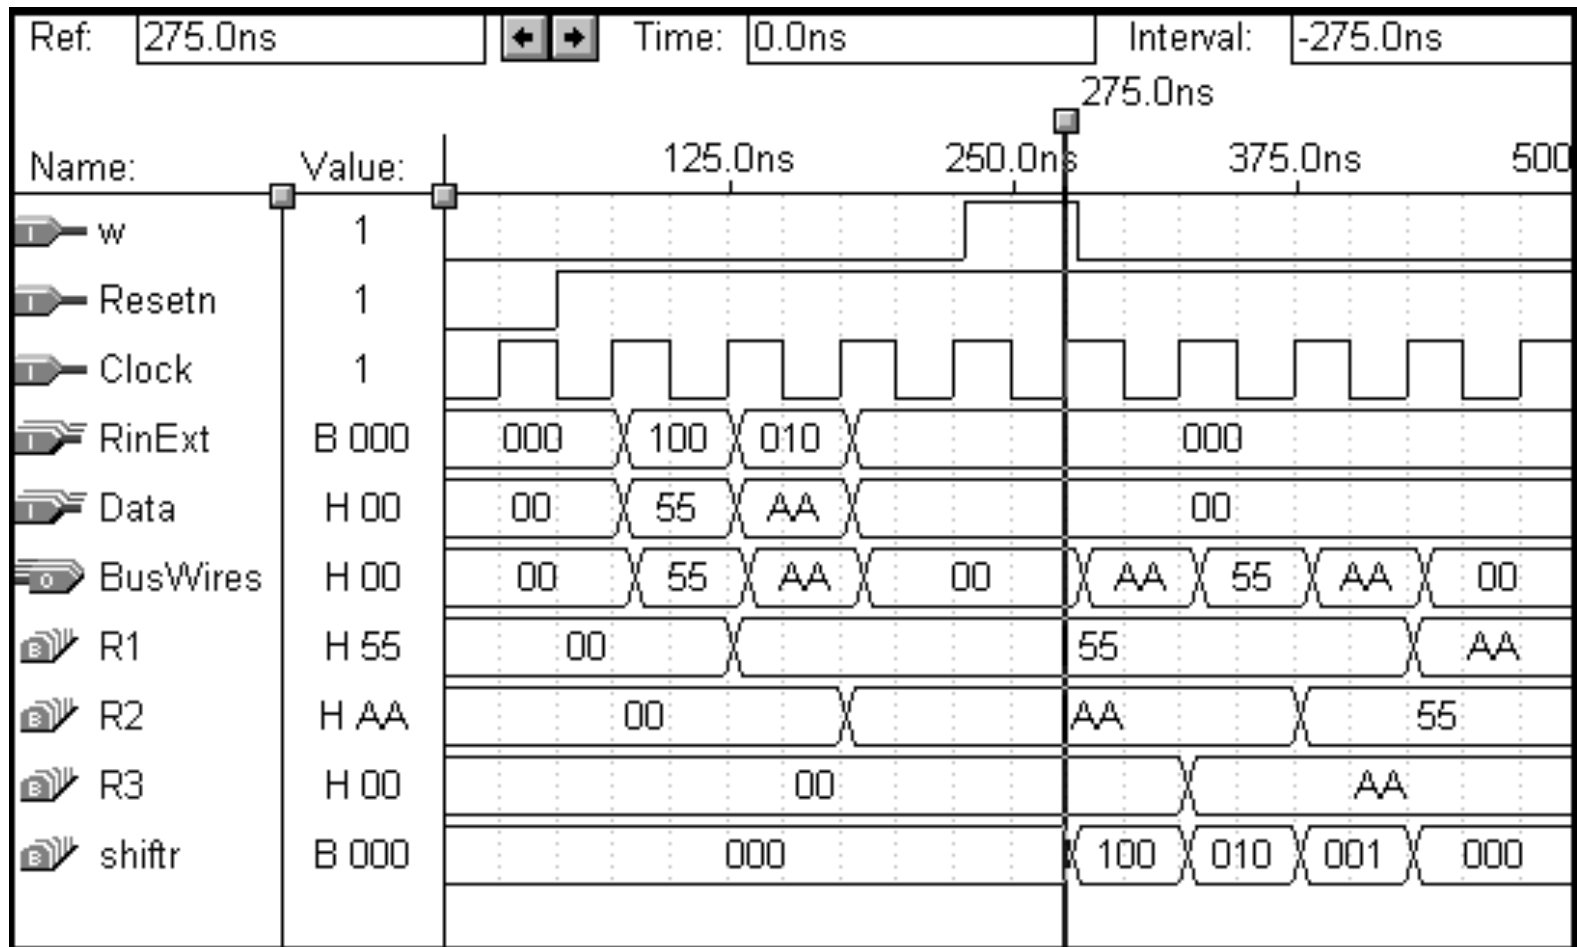 Ref: 275.0ns Time: 0.0ns Interval: -275.0ns
275.0ns
Name: Value: 125.0ns 250.0ns 375.0ns 500
I w 1
I Resetn 1
I Clock 1
I RinExt B 000 000 100 010 000
I Data H 00 00 55 AA 00
O BusWires H 00 00 55 AA 00 AA 55 AA 00
B R1 H 55 00 55 AA
B R2 H AA 00 AA 55
B R3 H 00 00 AA
B shiftr B 000 000 100 010 001 000